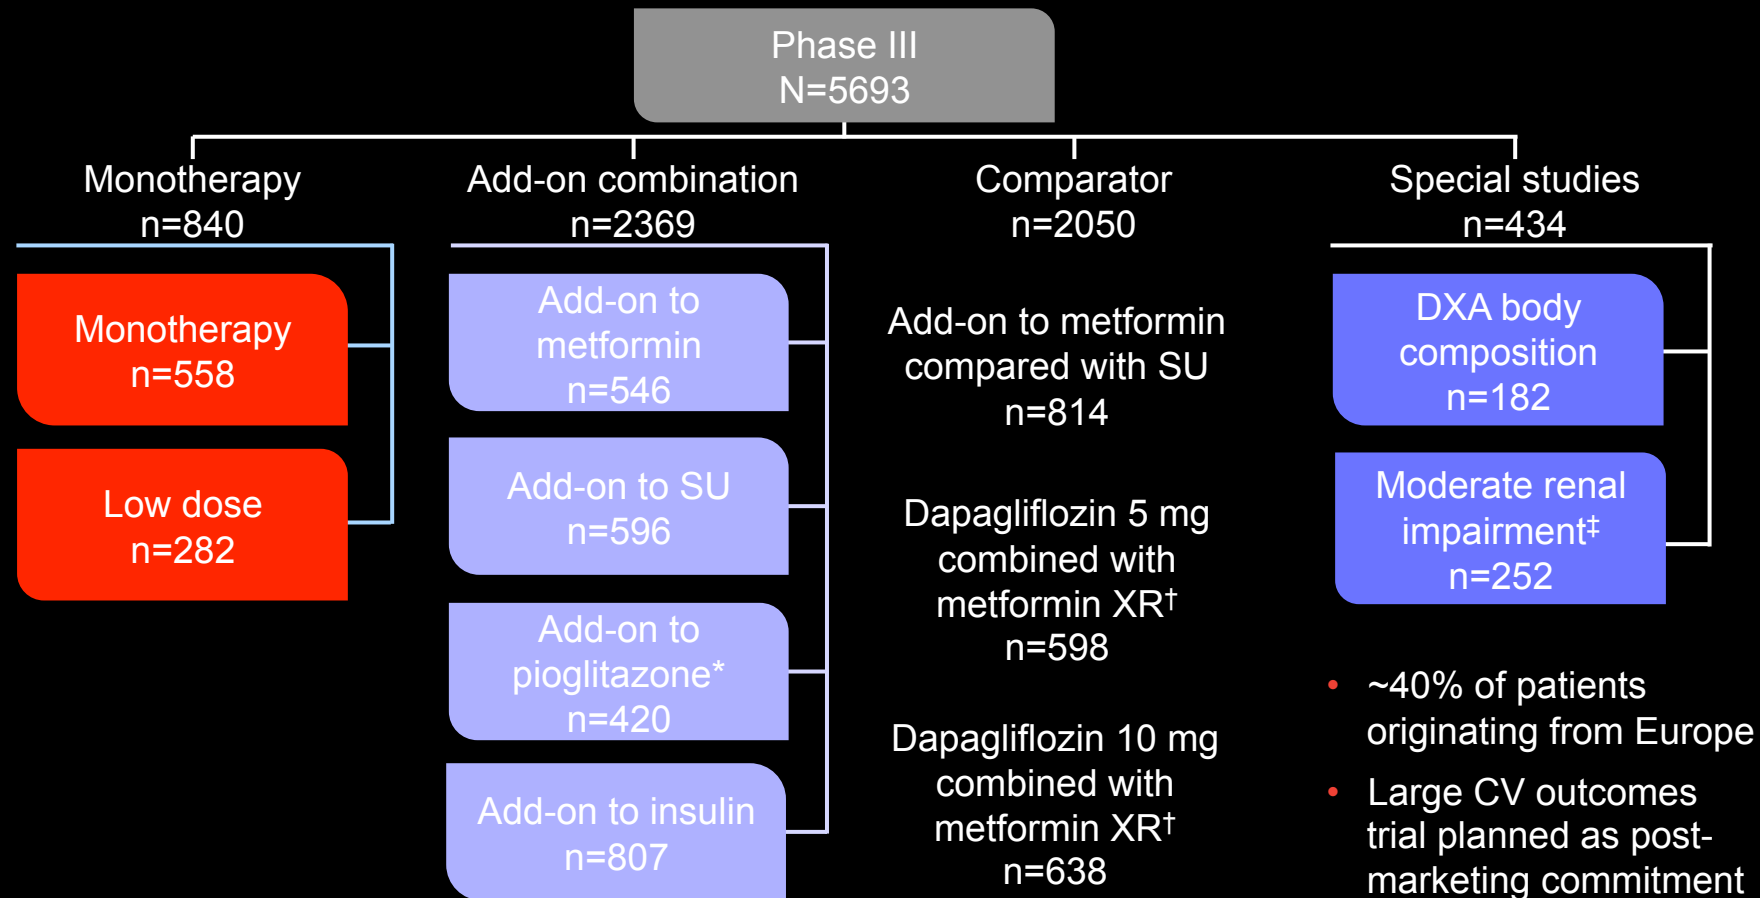 Phase III
N=5693
Monotherapy
n=840
Monotherapy
n=558
Low dose
n=282
Add-on combination
n=2369
Add-on to
metformin
n=546
Add-on to SU
n=596
Add-on to
pioglitazone*
n=420
Add-on to insulin
n=807
Comparator
n=2050
Add-on to metformin
compared with SU
n=814
Dapagliflozin 5 mg
combined with
metformin XR†
n=598
Dapagliflozin 10 mg
combined with
metformin XR†
n=638
Special studies
n=434
DXA body
composition
n=182
Moderate renal
impairment‡
n=252
• ~40% of patients
originating from Europe
• Large CV outcomes
trial planned as post-
marketing commitment